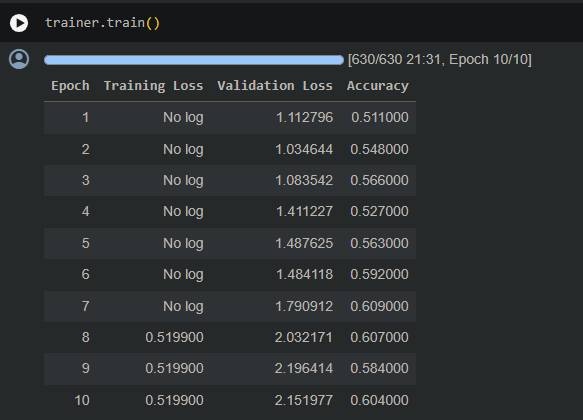 trainer.train()
[630/630 21:31, Epoch 10/10]
Epoch Training Loss Validation Loss Accuracy
1 No log 1.112796 0.511000
2 No log 1.034644 0.548000
3 No log 1.083542 0.566000
4 No log 1.411227 0.527000
5 No log 1.487625 0.563000
6 No log 1.484118 0.592000
7 No log 1.790912 0.609000
8 0.519900 2.032171 0.607000
9 0.519900 2.196414 0.584000
10 0.519900 2.151977 0.604000